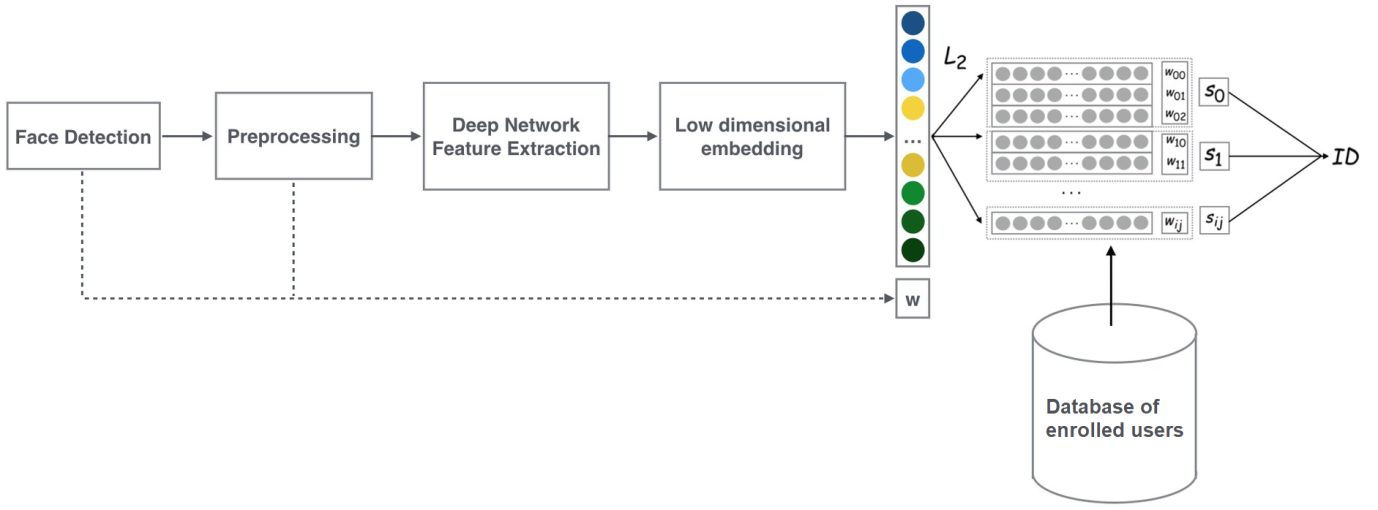 Face Detection
Preprocessing
Deep Network
Feature Extraction
Low dimensional
embedding
...
w
L2
...
w00
w01
w02
s0
...
w10
w11
s1
...
...
wij
sij
ID
Database of
enrolled users